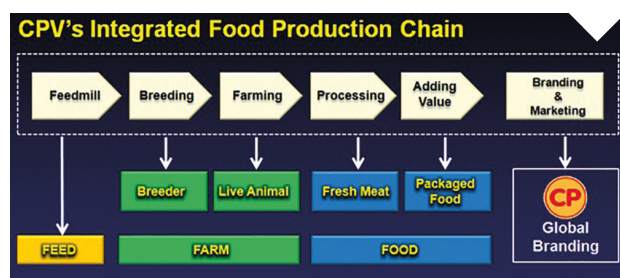 CPV's Integrated Food Production Chain
Feedmill
Breeding
Farming
Processing
Adding
Value
Branding
&
Marketing
Breeder
Live Animal
Fresh Meat
Packaged
Food
CP
Global
Branding
FEED
FARM
FOOD